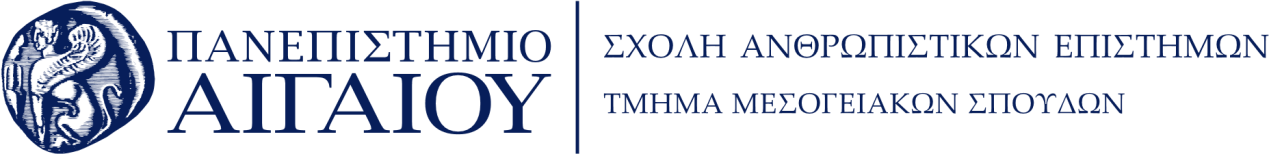 ΠΑΝΕΠΙΣΤΗΜΙΟ
ΑΙΓΑΙΟΥ
ΣΧΟΛΗ ΑΝΘΡΩΠΙΣΤΙΚΩΝ ΕΠΙΣΤΗΜΩΝ
ΤΜΗΜΑ ΜΕΣΟΓΕΙΑΚΩΝ ΣΠΟΥΔΩΝ